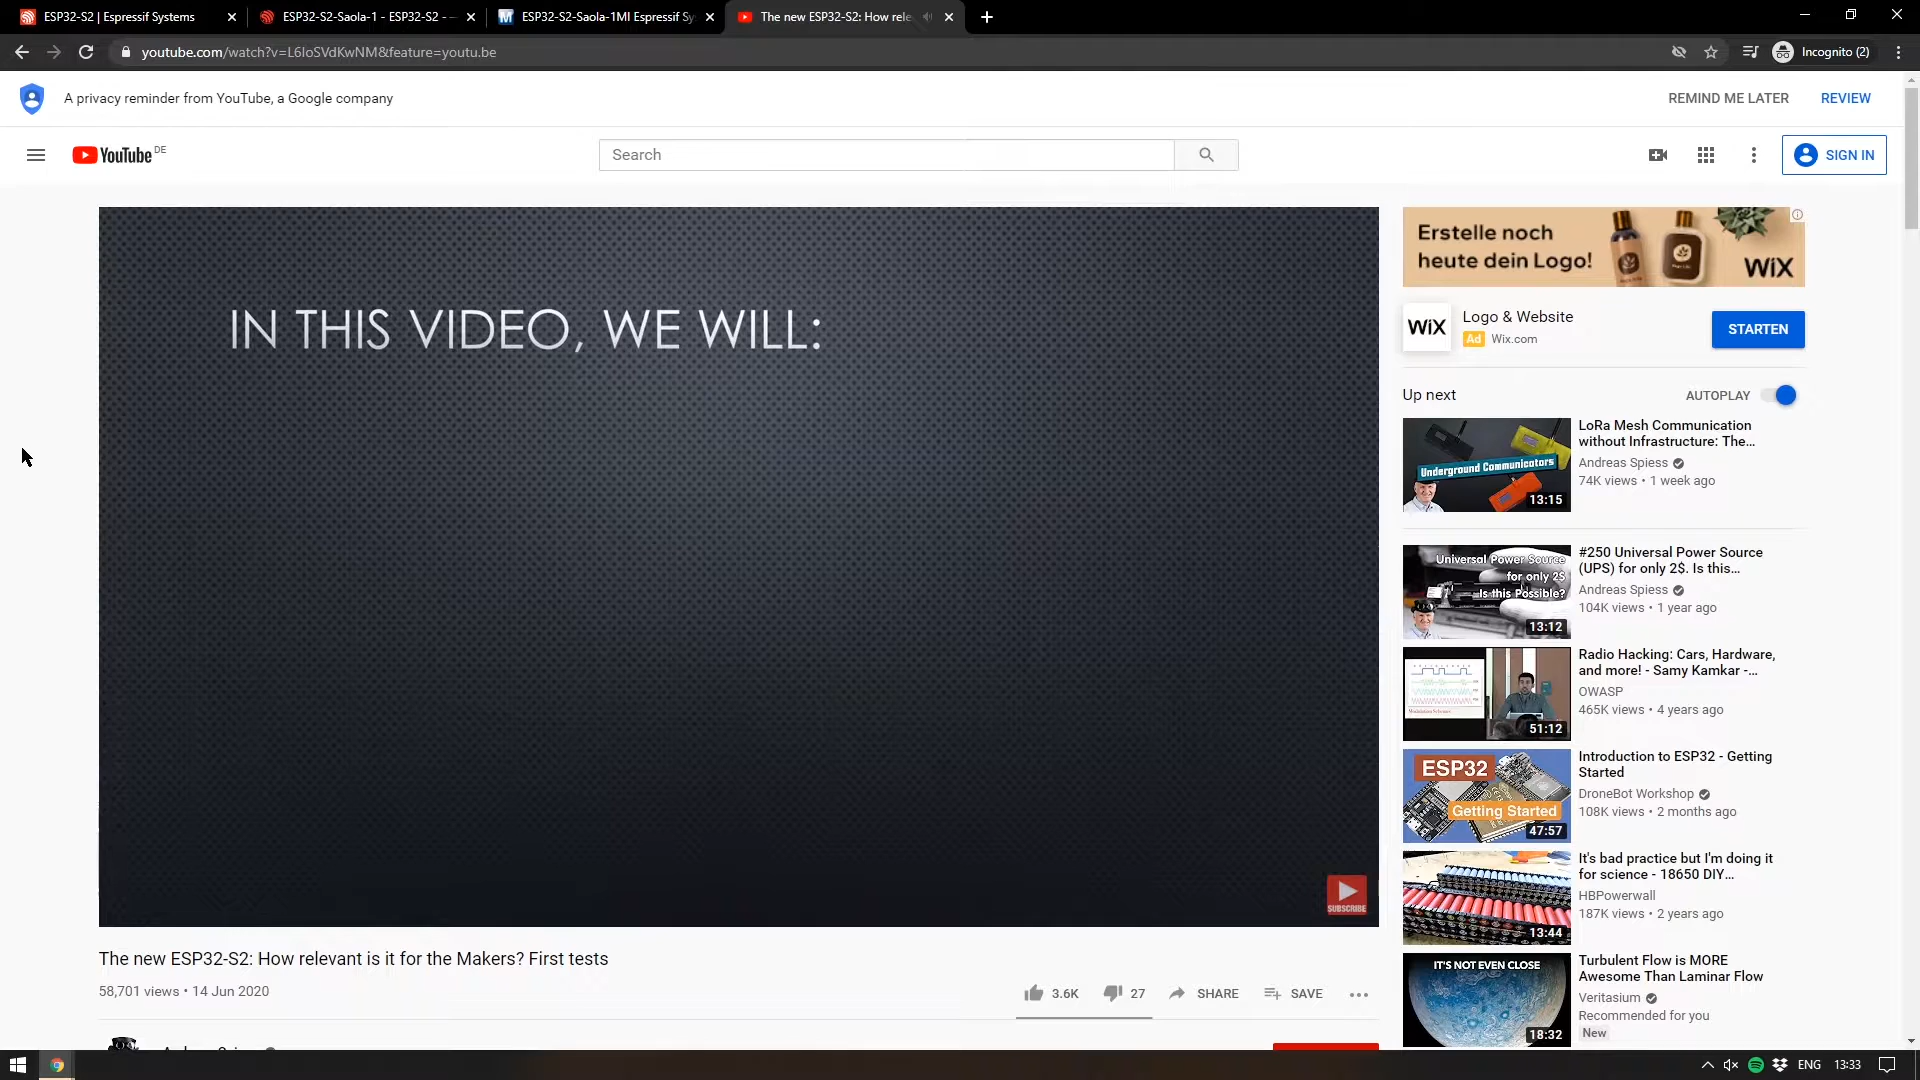 ESP32-S2 | Espressif Systems
ESP32-S2-Saola-1 - ESP32-S2 - —
ESP32-S2-Saola-1MI Espressif Sy
The new ESP32-S2: How rele
youtube.com/watch?v=L6IoSVdKwNM&feature=youtu.be
Incognito (2)
A privacy reminder from YouTube, a Google company
REMIND ME LATER
REVIEW
YouTube DE
Search
SIGN IN
IN THIS VIDEO, WE WILL:
SUBSCRIBE
The new ESP32-S2: How relevant is it for the Makers? First tests
58,701 views • 14 Jun 2020
3.6K
27
SHARE
SAVE
Erstelle noch
heute dein Logo!
WiX
WiX
Logo & Website
Ad Wix.com
STARTEN
Up next
AUTOPLAY
Underground Communicators
13:15
LoRa Mesh Communication
without Infrastructure: The...
Andreas Spiess
74K views • 1 week ago
Universal Power Source
for only 2$
Is this Possible?
13:12
#250 Universal Power Source
(UPS) for only 2$. Is this...
Andreas Spiess
104K views • 1 year ago
51:12
Radio Hacking: Cars, Hardware,
and more! - Samy Kamkar -...
OWASP
465K views • 4 years ago
ESP32
Getting Started
47:57
Introduction to ESP32 - Getting
Started
DroneBot Workshop
108K views • 2 months ago
13:44
It's bad practice but I'm doing it
for science - 18650 DIY...
HBPowerwall
187K views • 2 years ago
IT'S NOT EVEN CLOSE
18:32
Turbulent Flow is MORE
Awesome Than Laminar Flow
Veritasium
Recommended for you
New
ENG
13:33